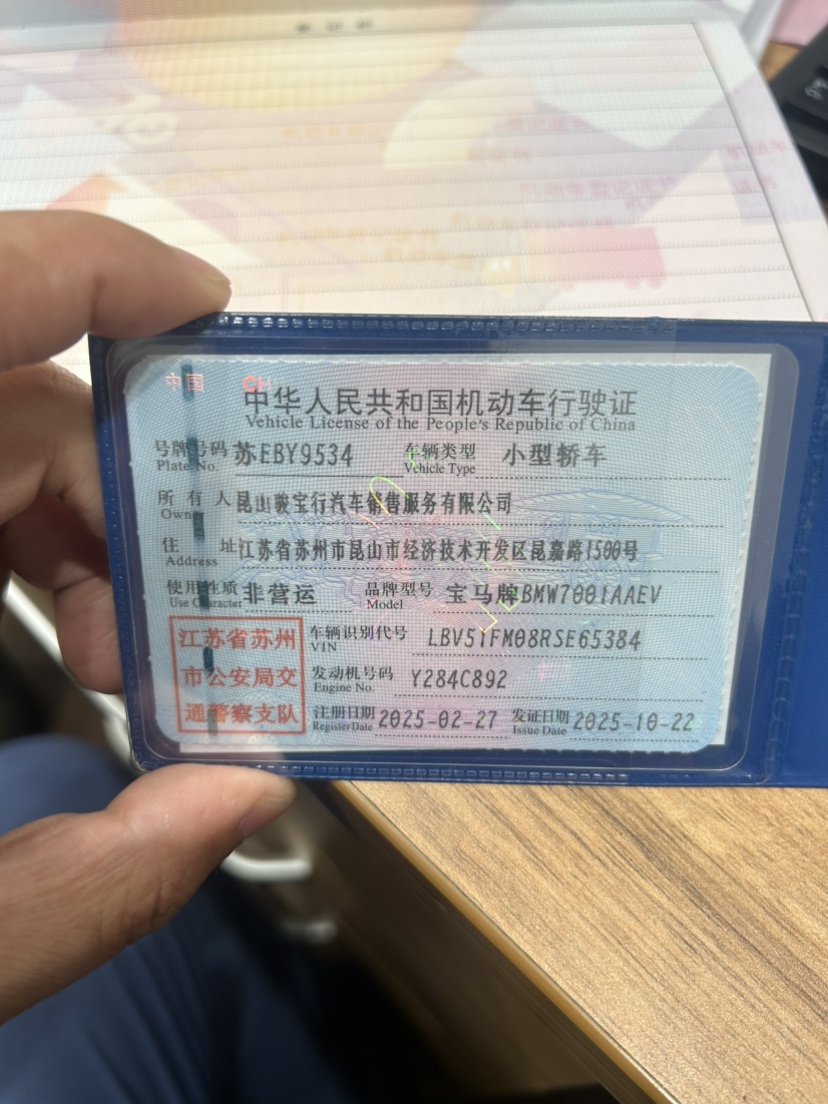 中国 CH
中华人民共和国机动车行驶证
Vehicle License of the People's Republic of China
号牌号码 苏EBY9534 车辆类型 小型轿车
Plate No. Vehicle Type
所有人 昆山骏宝行汽车销售服务有限公司
Owner
住址 江苏省苏州市昆山市经济技术开发区昆嘉路1500号
Address
使用性质 非营运 品牌型号 宝马牌BMW7001AAEV
Use Character Model
江苏省苏州 车辆识别代号 LBV51FM08RSE65384
VIN
市公安局交 发动机号码 Y284C892
Engine No.
通警察支队 注册日期 2025-02-27 发证日期 2025-10-22
Register Date Issue Date